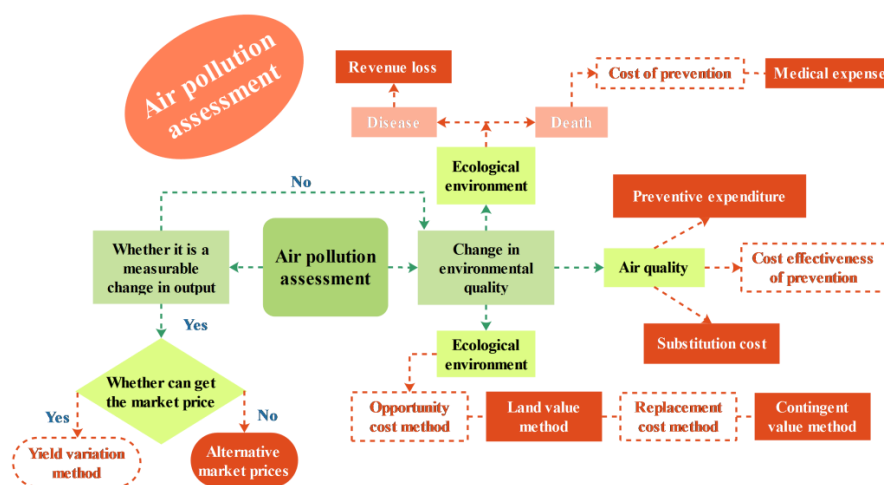 Air pollution
assessment
Revenue loss
Cost of prevention
Medical expense
Disease
Death
Ecological
environment
No
Preventive expenditure
Whether it is a
measurable
change in output
Air pollution
assessment
Change in
environmental
quality
Air quality
Cost effectiveness
of prevention
Yes
Substitution cost
Ecological
environment
Whether can get
the market price
Yes
No
Opportunity
cost method
Land value
method
Replacement
cost method
Contingent
value method
Yield variation
method
Alternative
market prices